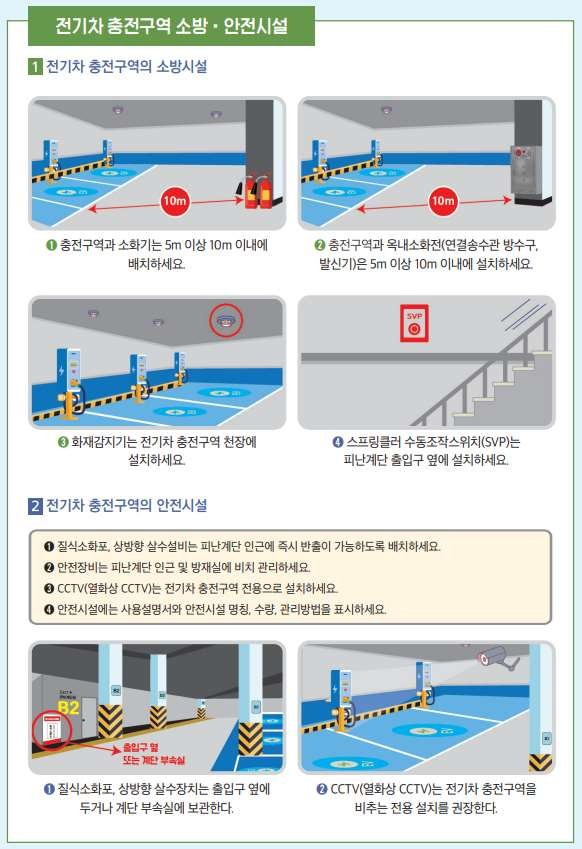 전기차 충전구역 소방·안전시설
1 전기차 충전구역의 소방시설
10m
10m
❶ 충전구역과 소화기는 5m 이상 10m 이내에
배치하세요.
❷ 충전구역과 옥내소화전(연결송수관 방수구,
발신기)은 5m 이상 10m 이내에 설치하세요.
SVP
❸ 화재감지기는 전기차 충전구역 천장에
설치하세요.
❹ 스프링클러 수동조작스위치(SVP)는
피난계단 출입구 옆에 설치하세요.
2 전기차 충전구역의 안전시설
❶ 질식소화포, 상방향 살수설비는 피난계단 인근에 즉시 반출이 가능하도록 배치하세요.
❷ 안전장비는 피난계단 인근 및 방재실에 비치 관리하세요.
❸ CCTV(열화상 CCTV)는 전기차 충전구역 전용으로 설치하세요.
❹ 안전시설에는 사용설명서와 안전시설 명칭, 수량, 관리방법을 표시하세요.
B2
B2
출입구 옆
또는 계단 부속실
❶ 질식소화포, 상방향 살수장치는 출입구 옆에
두거나 계단 부속실에 보관한다.
❷ CCTV(열화상 CCTV)는 전기차 충전구역을
비추는 전용 설치를 권장한다.